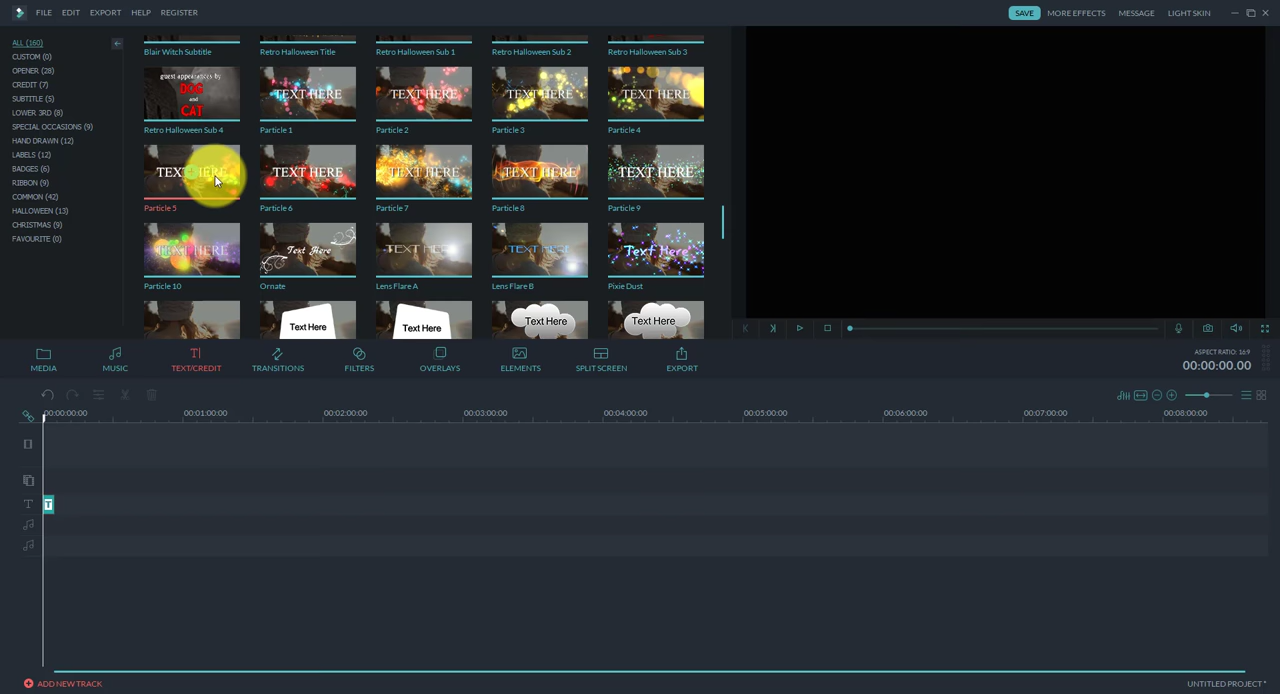 FILE EDIT EXPORT HELP REGISTER
SAVE MORE EFFECTS MESSAGE LIGHT SKIN
ALL (160)
CUSTOM (0)
OPENER (28)
CREDIT (7)
SUBTITLE (5)
LOWER 3RD (8)
SPECIAL OCCASIONS (9)
HAND DRAWN (12)
LABELS (12)
BADGES (6)
RIBBON (9)
COMMON (42)
HALLOWEEN (13)
CHRISTMAS (9)
FAVOURITE (0)
Blair Witch Subtitle Retro Halloween Title Retro Halloween Sub 1 Retro Halloween Sub 2 Retro Halloween Sub 3
guest appearances by
DOG
and
CAT
TEXT HERE TEXT HERE TEXT HERE TEXT HERE
Retro Halloween Sub 4 Particle 1 Particle 2 Particle 3 Particle 4
TEXT HERE TEXT HERE TEXT HERE TEXT HERE TEXT HERE
Particle 5 Particle 6 Particle 7 Particle 8 Particle 9
TEXT HERE Text Here TEXT HERE TEXT HERE Text Here
Particle 10 Ornate Lens Flare A Lens Flare B Pixie Dust
Text Here Text Here Text Here Text Here
MEDIA MUSIC TEXT/CREDIT TRANSITIONS FILTERS OVERLAYS ELEMENTS SPLIT SCREEN EXPORT
ASPECT RATIO: 16:9
00:00:00.00
00:00:00:00 00:01:00:00 00:02:00:00 00:03:00:00 00:04:00:00 00:05:00:00 00:06:00:00 00:07:00:00 00:08:00:00
T
T
ADD NEW TRACK
UNTITLED PROJECT *